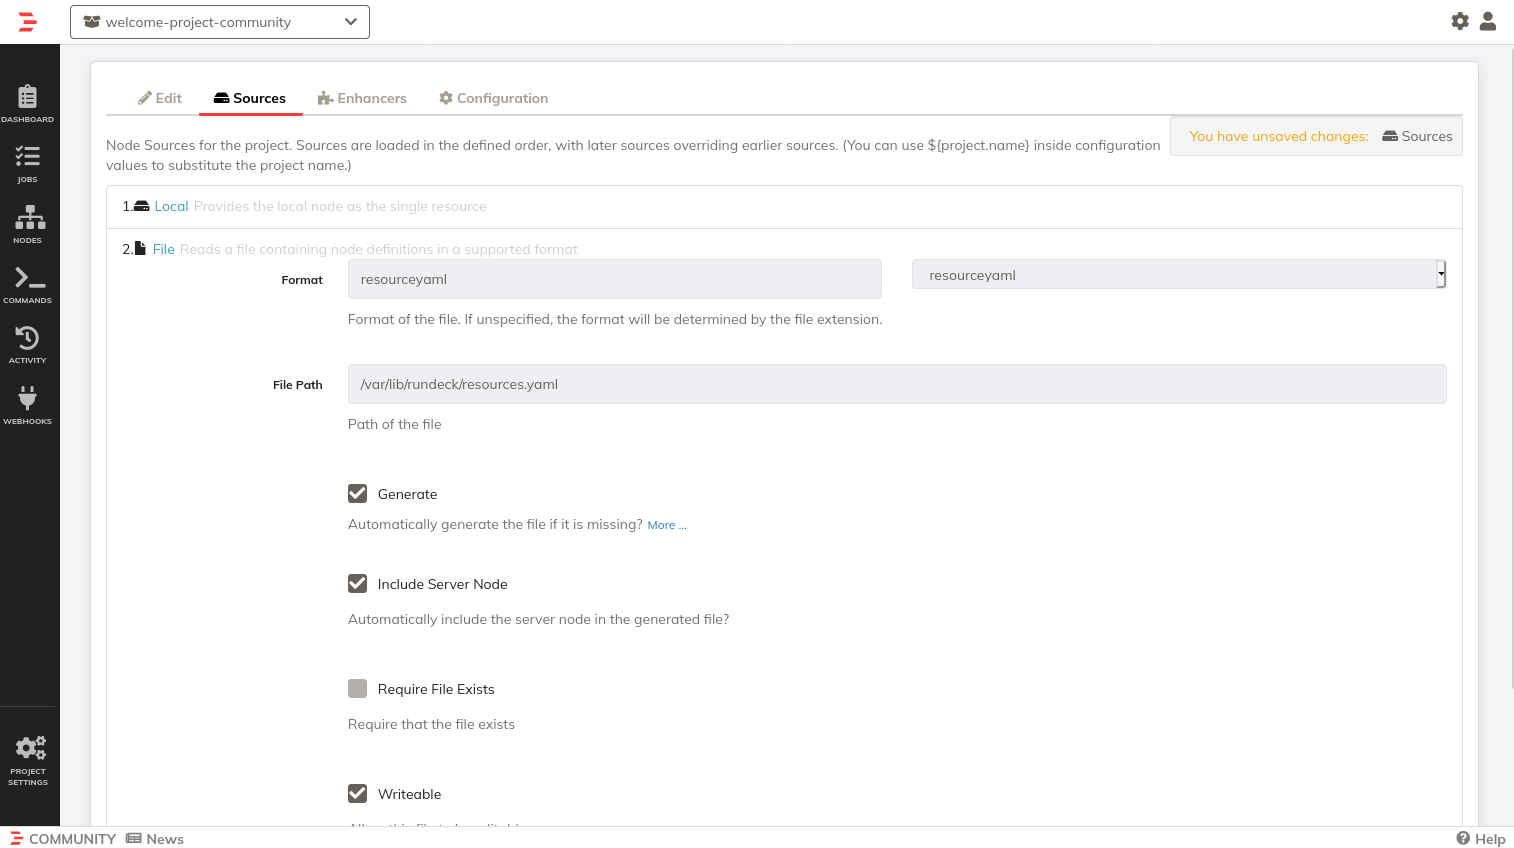 welcome-project-community
DASHBOARD
JOBS
NODES
COMMANDS
ACTIVITY
WEBHOOKS
PROJECT
SETTINGS
Edit
Sources
Enhancers
Configuration
You have unsaved changes: Sources
Node Sources for the project. Sources are loaded in the defined order, with later sources overriding earlier sources. (You can use ${project.name} inside configuration
values to substitute the project name.)
1. Local Provides the local node as the single resource
2. File Reads a file containing node definitions in a supported format
Format resourceyaml resourceyaml
Format of the file. If unspecified, the format will be determined by the file extension.
File Path /var/lib/rundeck/resources.yaml
Path of the file
Generate
Automatically generate the file if it is missing? More ...
Include Server Node
Automatically include the server node in the generated file?
Require File Exists
Require that the file exists
Writeable
COMMUNITY News Help